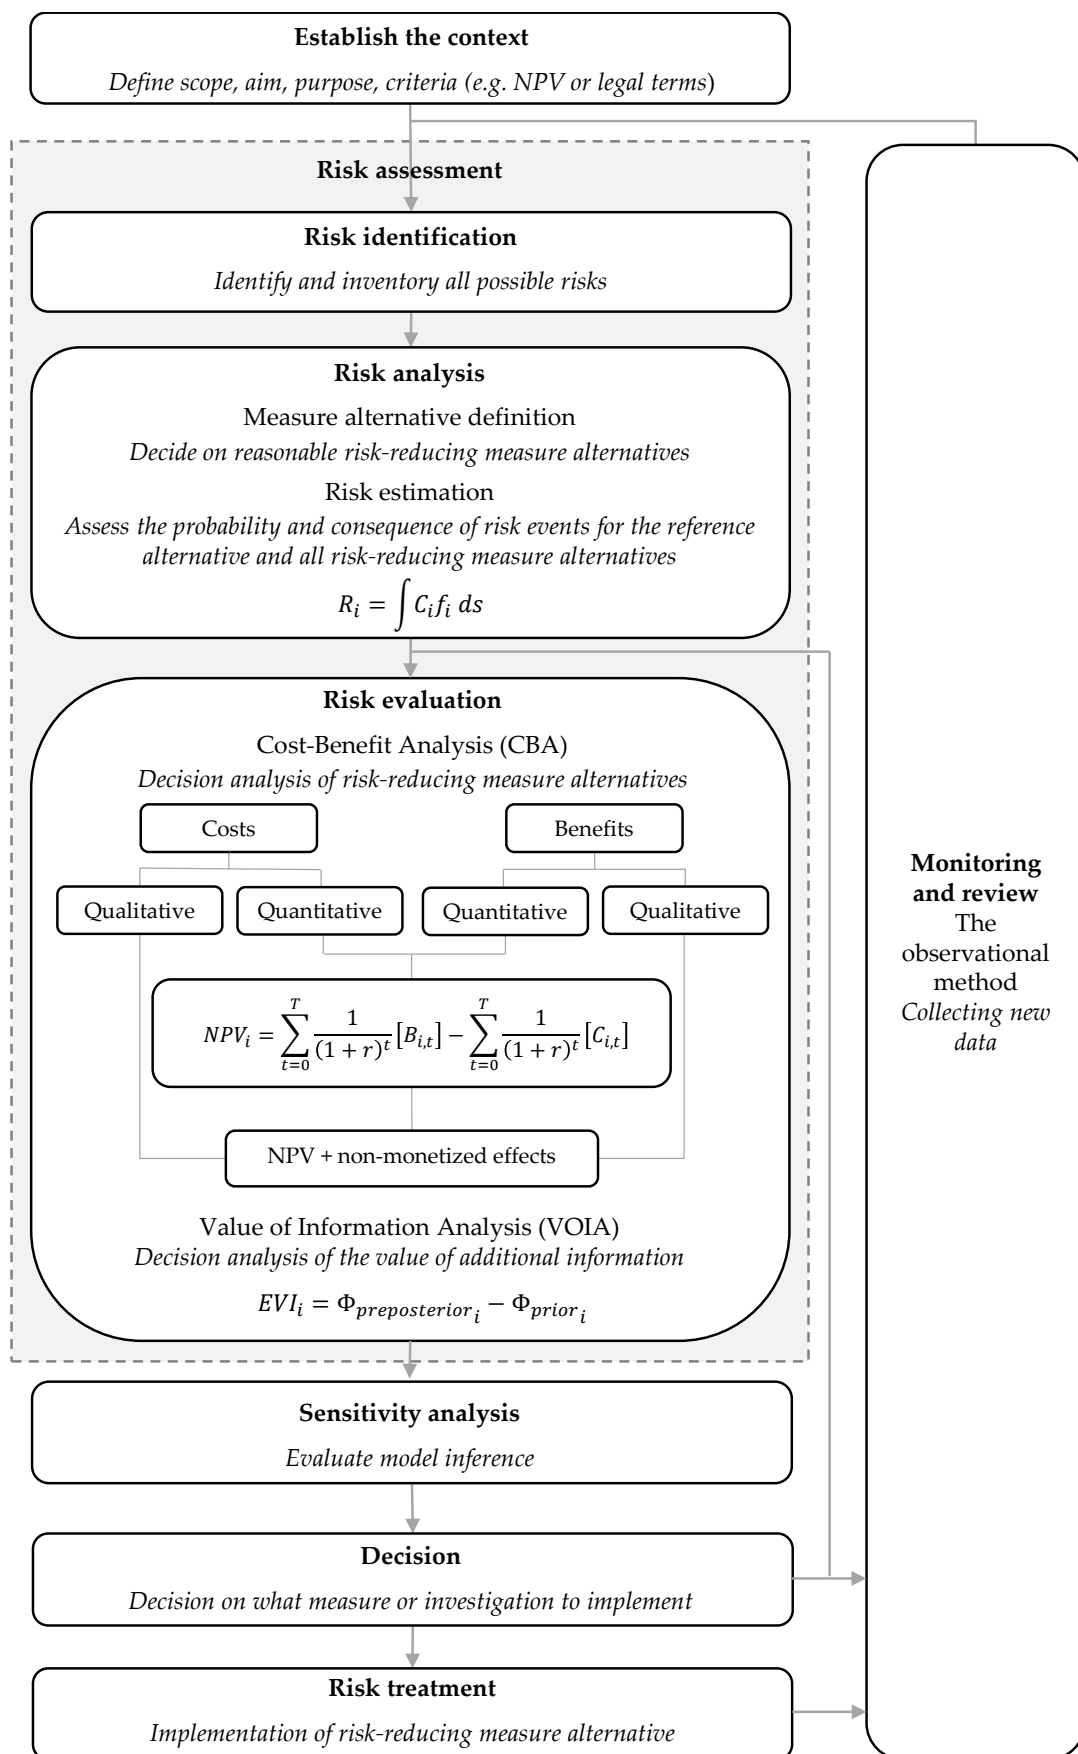 Establish the context
Define scope, aim, purpose, criteria (e.g. NPV or legal terms)
Risk assessment
Risk identification
Identify and inventory all possible risks
Risk analysis
Measure alternative definition
Decide on reasonable risk-reducing measure alternatives
Risk estimation
Assess the probability and consequence of risk events for the reference
alternative and all risk-reducing measure alternatives
R_i = ∫ C_i f_i ds
Risk evaluation
Cost-Benefit Analysis (CBA)
Decision analysis of risk-reducing measure alternatives
Costs
Benefits
Qualitative
Quantitative
Quantitative
Qualitative
NPV_i = ∑_{t=0}^{T} \frac{1}{(1 + r)^t} [B_{i,t}] − ∑_{t=0}^{T} \frac{1}{(1 + r)^t} [C_{i,t}]
NPV + non-monetized effects
Value of Information Analysis (VOIA)
Decision analysis of the value of additional information
EVI_i = Φ_{preposterior_i} − Φ_{prior_i}
Sensitivity analysis
Evaluate model inference
Decision
Decision on what measure or investigation to implement
Risk treatment
Implementation of risk-reducing measure alternative
Monitoring
and review
The
observational
method
Collecting new
data